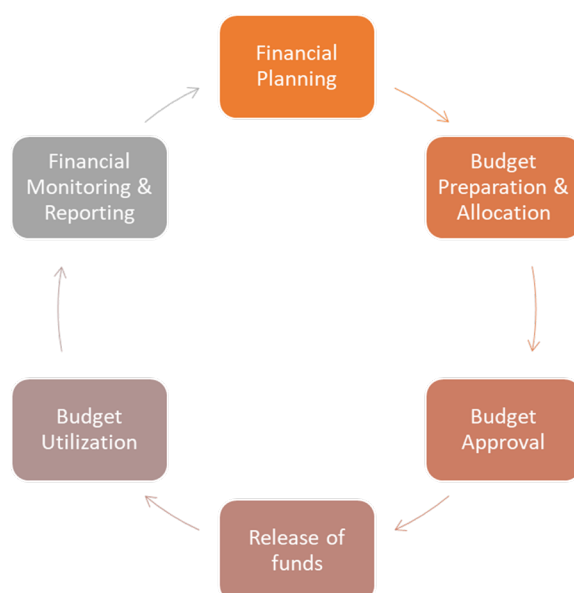 Financial
Planning
Budget
Preparation &
Allocation
Budget
Approval
Release of
funds
Budget
Utilization
Financial
Monitoring &
Reporting